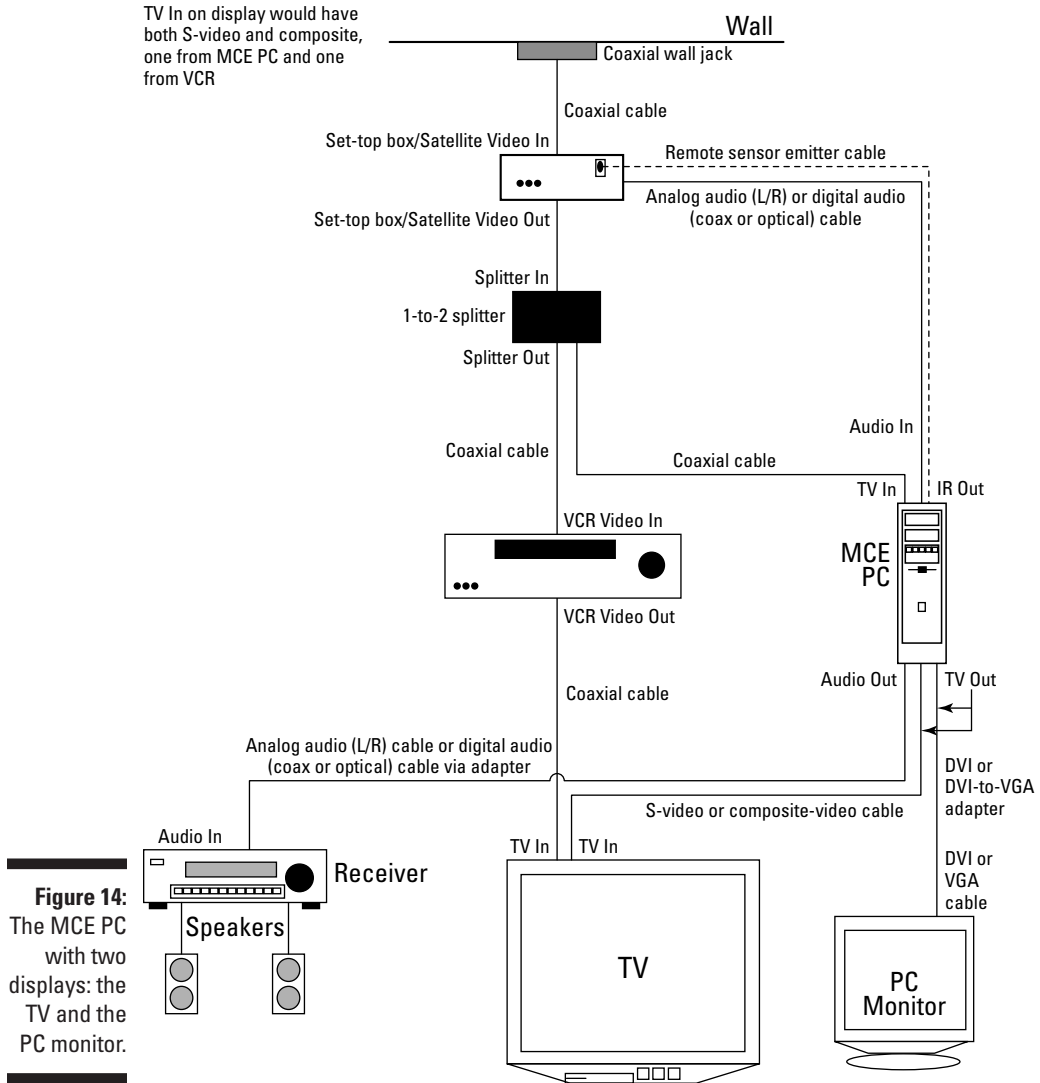 TV In on display would have
both S-video and composite,
one from MCE PC and one
from VCR
Wall
Coaxial wall jack
Coaxial cable
Set-top box/Satellite Video In
Remote sensor emitter cable
Analog audio (L/R) or digital audio
(coax or optical) cable
Set-top box/Satellite Video Out
Splitter In
1-to-2 splitter
Splitter Out
Audio In
Coaxial cable
Coaxial cable
TV In
IR Out
VCR Video In
MCE
PC
VCR Video Out
Audio Out
TV Out
Coaxial cable
Analog audio (L/R) cable or digital audio
(coax or optical) cable via adapter
DVI or
DVI-to-VGA
adapter
S-video or composite-video cable
Audio In
TV In
TV In
Receiver
DVI or
VGA
cable
Speakers
TV
PC
Monitor
Figure 14:
The MCE PC
with two
displays: the
TV and the
PC monitor.